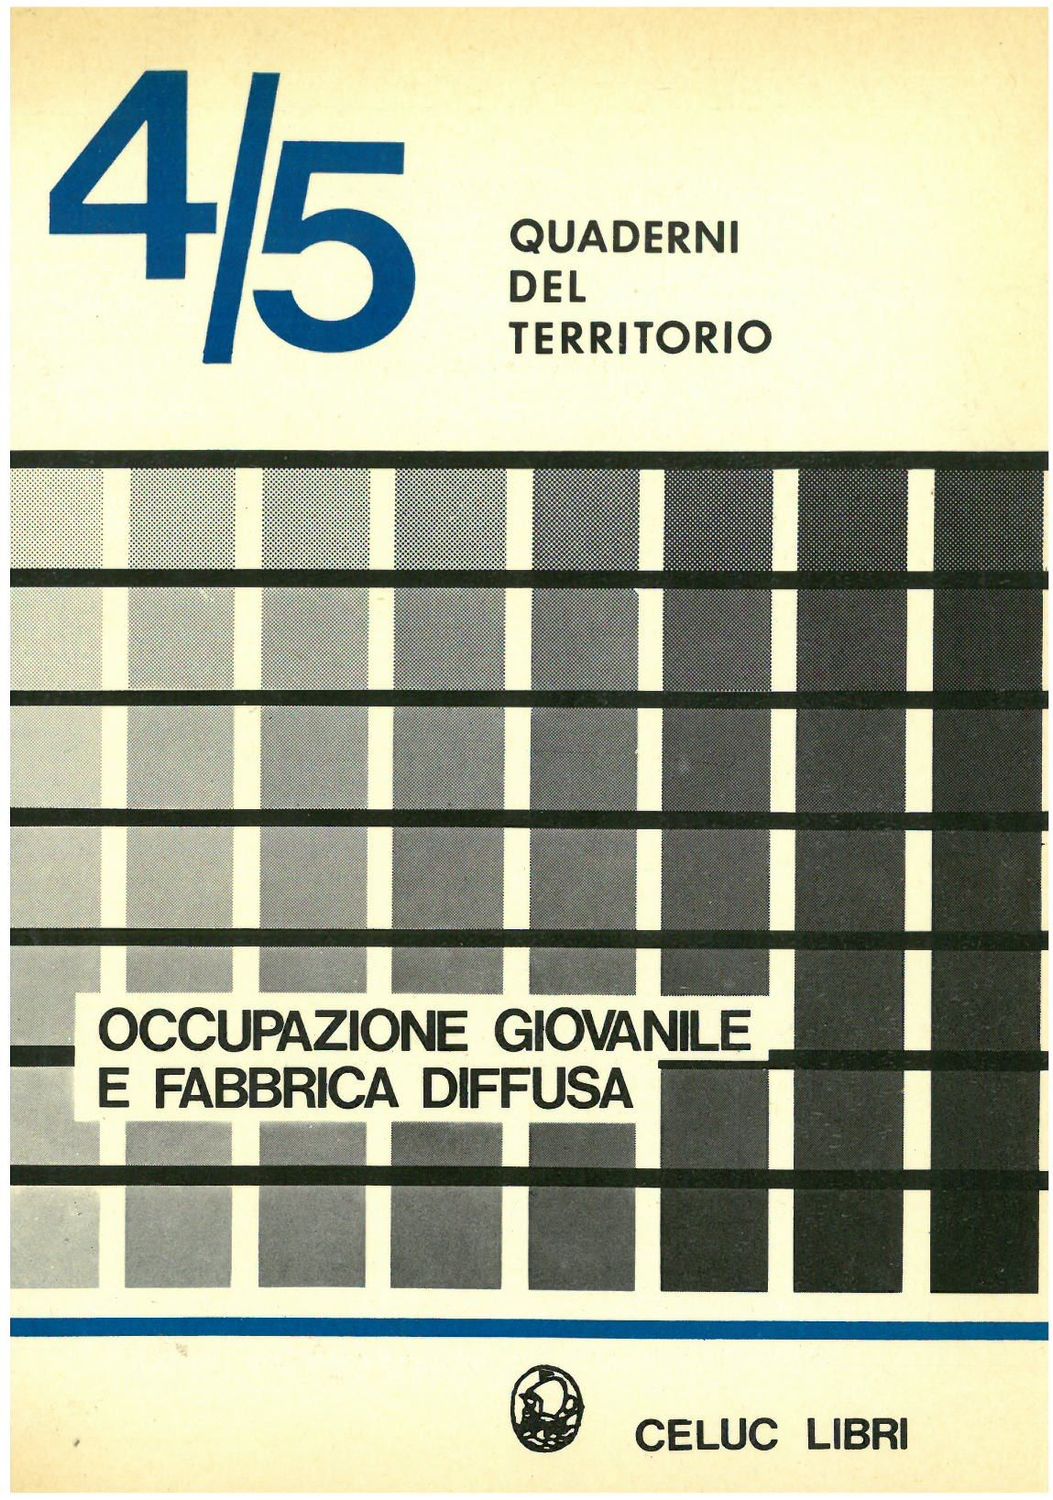 4/5
QUADERNI
DEL
TERRITORIO
OCCUPAZIONE GIOVANILE
E FABBRICA DIFFUSA
CELUC LIBRI